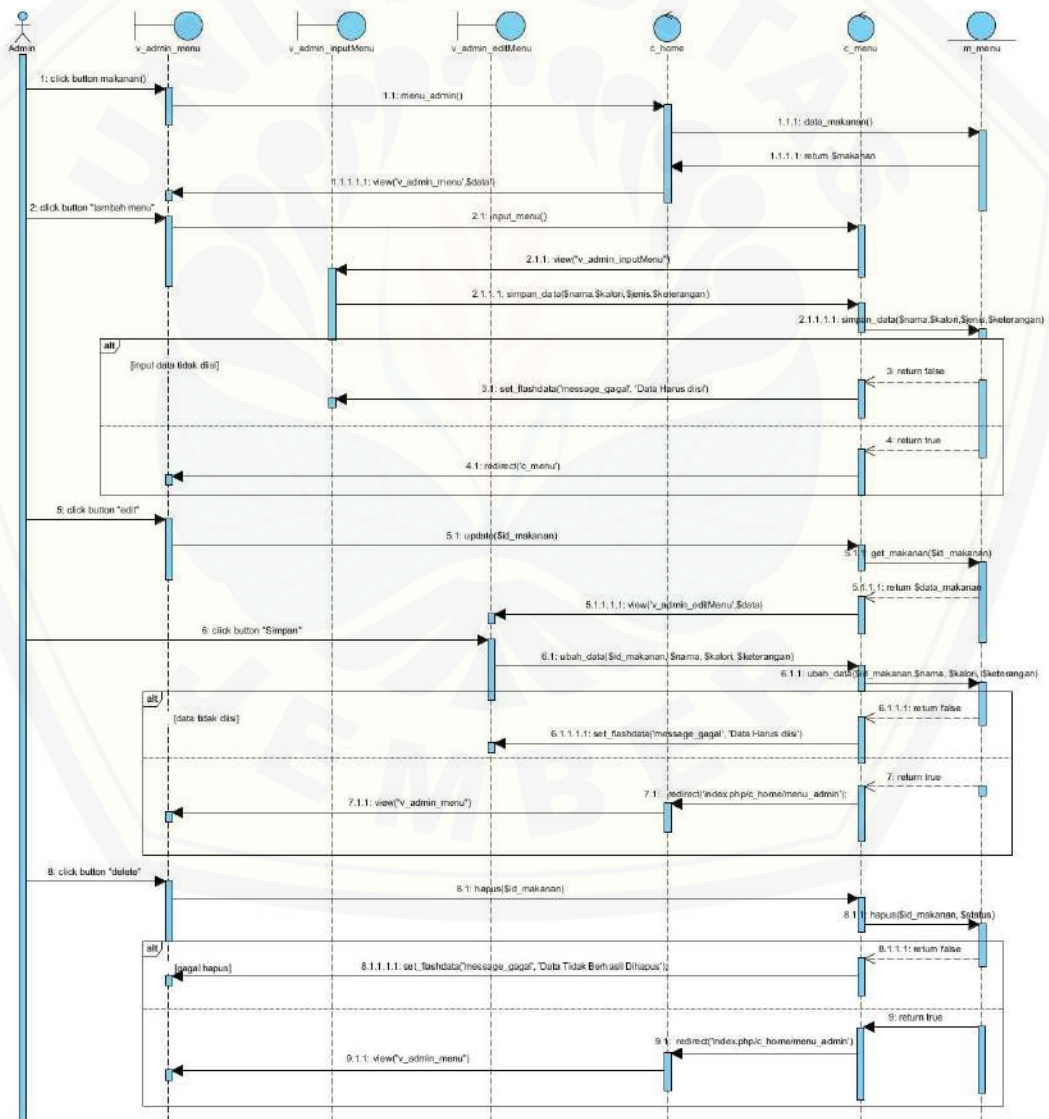 Admin
v_admin_menu
v_admin_inputMenu
v_admin_editMenu
c_home
c_menu
m_menu
1: click button makanan()
1.1: menu_admin()
1.1.1: data_makanan()
1.1.1.1: return $makanan
1.1.1.1.1: view('v_admin_menu',$data)
2: click button "tambah menu"
2.1: input_menu()
2.1.1: view("v_admin_inputMenu")
2.1.1.1: simpan_data($nama,$kalori,$jenis,$keterangan)
2.1.1.1.1: simpan_data($nama,$kalori,$jenis,$keterangan)
alt
[input data tidak diisi]
3: return false
3.1: set_flashdata('message_gagal', 'Data Harus diisi')
4: return true
4.1: redirect('c_menu')
5: click button "edit"
5.1: update($id_makanan)
5.1.1: get_makanan($id_makanan)
5.1.1.1: return $data_makanan
5.1.1.1.1: view('v_admin_editMenu',$data)
6: click button "Simpan"
6.1: ubah_data($id_makanan, $nama, $kalori, $keterangan)
6.1.1: ubah_data($id_makanan,$nama, $kalori, $keterangan)
alt
[data tidak diisi]
6.1.1.1: return false
6.1.1.1.1: set_flashdata('message_gagal', 'Data Harus diisi')
7: return true
7.1: redirect('index.php/c_home/menu_admin');
7.1.1: view("v_admin_menu")
8: click button "delete"
8.1: hapus($id_makanan)
8.1.1: hapus($id_makanan, $status)
alt
[gagal hapus]
8.1.1.1: return false
8.1.1.1.1: set_flashdata('message_gagal', 'Data Tidak Berhasil Dihapus');
9: return true
9.1: redirect('index.php/c_home/menu_admin')
9.1.1: view("v_admin_menu")
UNIVERSITAS
JEMBER